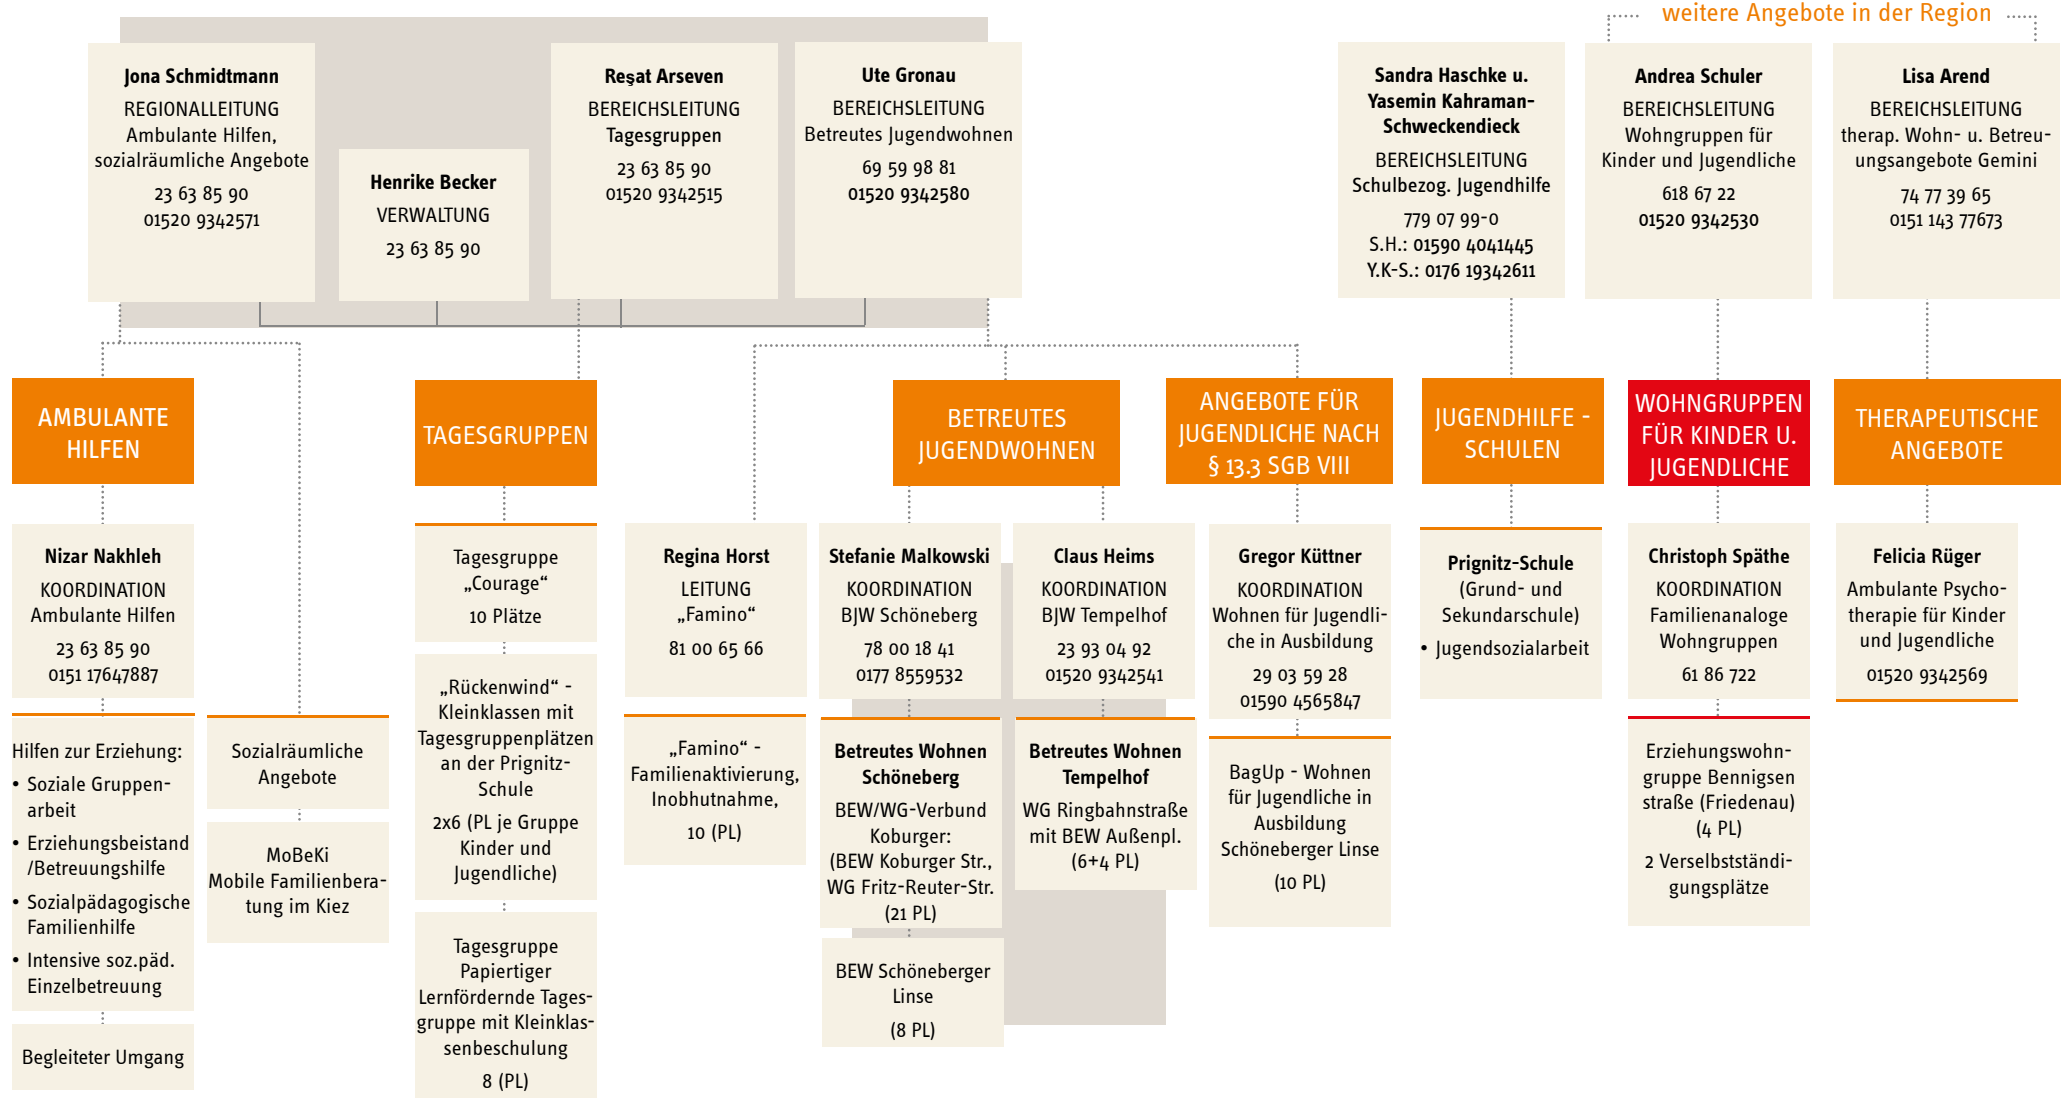 weitere Angebote in der Region
Jona Schmidtmann
REGIONALLEITUNG
Ambulante Hilfen,
sozialräumliche Angebote
23 63 85 90
01520 9342571
Henrike Becker
VERWALTUNG
23 63 85 90
Reşat Arseven
BEREICHSLEITUNG
Tagesgruppen
23 63 85 90
01520 9342515
Ute Gronau
BEREICHSLEITUNG
Betreutes Jugendwohnen
69 59 98 81
01520 9342580
Sandra Haschke u.
Yasemin Kahraman-
Schweckendieck
BEREICHSLEITUNG
Schulbezog. Jugendhilfe
779 07 99-0
S.H.: 01590 4041445
Y.K-S.: 0176 19342611
Andrea Schuler
BEREICHSLEITUNG
Wohngruppen für
Kinder und Jugendliche
618 67 22
01520 9342530
Lisa Arend
BEREICHSLEITUNG
therap. Wohn- u. Betreu-
ungsangebote Gemini
74 77 39 65
0151 143 77673
AMBULANTE
HILFEN
TAGESGRUPPEN
BETREUTES
JUGENDWOHNEN
ANGEBOTE FÜR
JUGENDLICHE NACH
§ 13.3 SGB VIII
JUGENDHILFE -
SCHULEN
WOHNGRUPPEN
FÜR KINDER U.
JUGENDLICHE
THERAPEUTISCHE
ANGEBOTE
Nizar Nakhleh
KOORDINATION
Ambulante Hilfen
23 63 85 90
0151 17647887
Hilfen zur Erziehung:
• Soziale Gruppen-
arbeit
• Erziehungsbeistand
/Betreuungshilfe
• Sozialpädagogische
Familienhilfe
• Intensive soz.päd.
Einzelbetreuung
Begleiteter Umgang
Sozialräumliche
Angebote
MoBeKi
Mobile Familienbera-
tung im Kiez
Tagesgruppe
„Courage“
10 Plätze
„Rückenwind“ -
Kleinklassen mit
Tagesgruppenplätzen
an der Prignitz-
Schule
2x6 (PL je Gruppe
Kinder und
Jugendliche)
Tagesgruppe
Papiertiger
Lernfördernde Tages-
gruppe mit Kleinklas-
senbeschulung
8 (PL)
Regina Horst
LEITUNG
„Famino“
81 00 65 66
„Famino“ -
Familienaktivierung,
Inobhutnahme,
10 (PL)
Stefanie Malkowski
KOORDINATION
BJW Schöneberg
78 00 18 41
0177 8559532
Betreutes Wohnen
Schöneberg
BEW/WG-Verbund
Koburger:
(BEW Koburger Str.,
WG Fritz-Reuter-Str.
(21 PL)
BEW Schöneberger
Linse
(8 PL)
Claus Heims
KOORDINATION
BJW Tempelhof
23 93 04 92
01520 9342541
Betreutes Wohnen
Tempelhof
WG Ringbahnstraße
mit BEW Außenpl.
(6+4 PL)
Gregor Küttner
KOORDINATION
Wohnen für Jugendli-
che in Ausbildung
29 03 59 28
01590 4565847
BagUp - Wohnen
für Jugendliche in
Ausbildung
Schöneberger Linse
(10 PL)
Prignitz-Schule
(Grund- und
Sekundarschule)
• Jugendsozialarbeit
Christoph Späthe
KOORDINATION
Familienanaloge
Wohngruppen
61 86 722
Erziehungswohn-
gruppe Bennigsen
straße (Friedenau)
(4 PL)
2 Verselbstständi-
gungsplätze
Felicia Rüger
Ambulante Psycho-
therapie für Kinder
und Jugendliche
01520 9342569